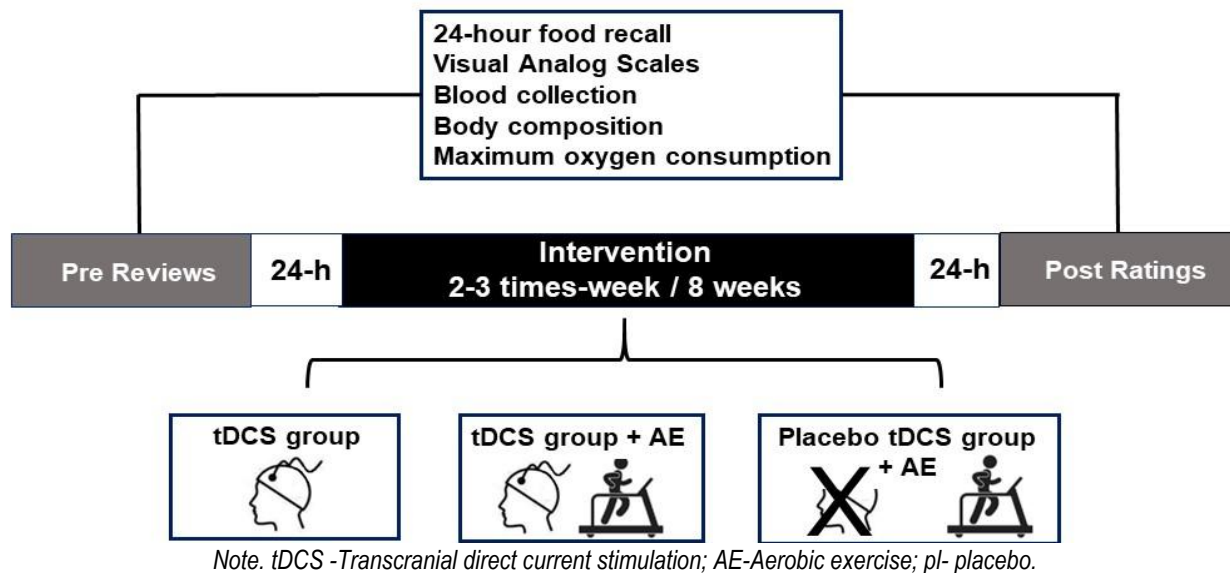 24-hour food recall
Visual Analog Scales
Blood collection
Body composition
Maximum oxygen consumption
Pre Reviews
24-h
Intervention
2-3 times-week / 8 weeks
24-h
Post Ratings
tDCS group
tDCS group + AE
Placebo tDCS group
+ AE
Note. tDCS -Transcranial direct current stimulation; AE-Aerobic exercise; pl- placebo.